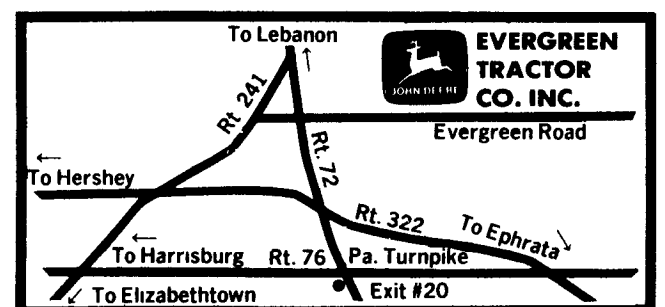 To Lebanon
EVERGREEN
TRACTOR
CO. INC.
JOHN DEERE
Rt 241
Evergreen Road
Rt. 72
To Hershey
Rt. 322
To Ephrata
To Harrisburg
Rt. 76
Pa. Turnpike
To Elizabethtown
Exit #20